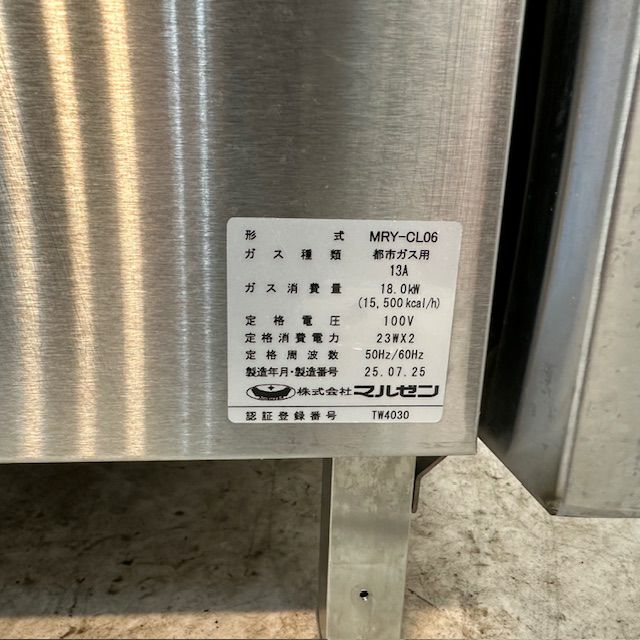 形式 MRY-CL06
ガス種類 都市ガス用
13A
ガス消費量 18.0kW
(15,500kcal/h)
定格電圧 100V
定格消費電力 23WX2
定格周波数 50Hz/60Hz
製造年月・製造番号 25.07.25
株式会社マルゼン
認証登録番号 TW4030